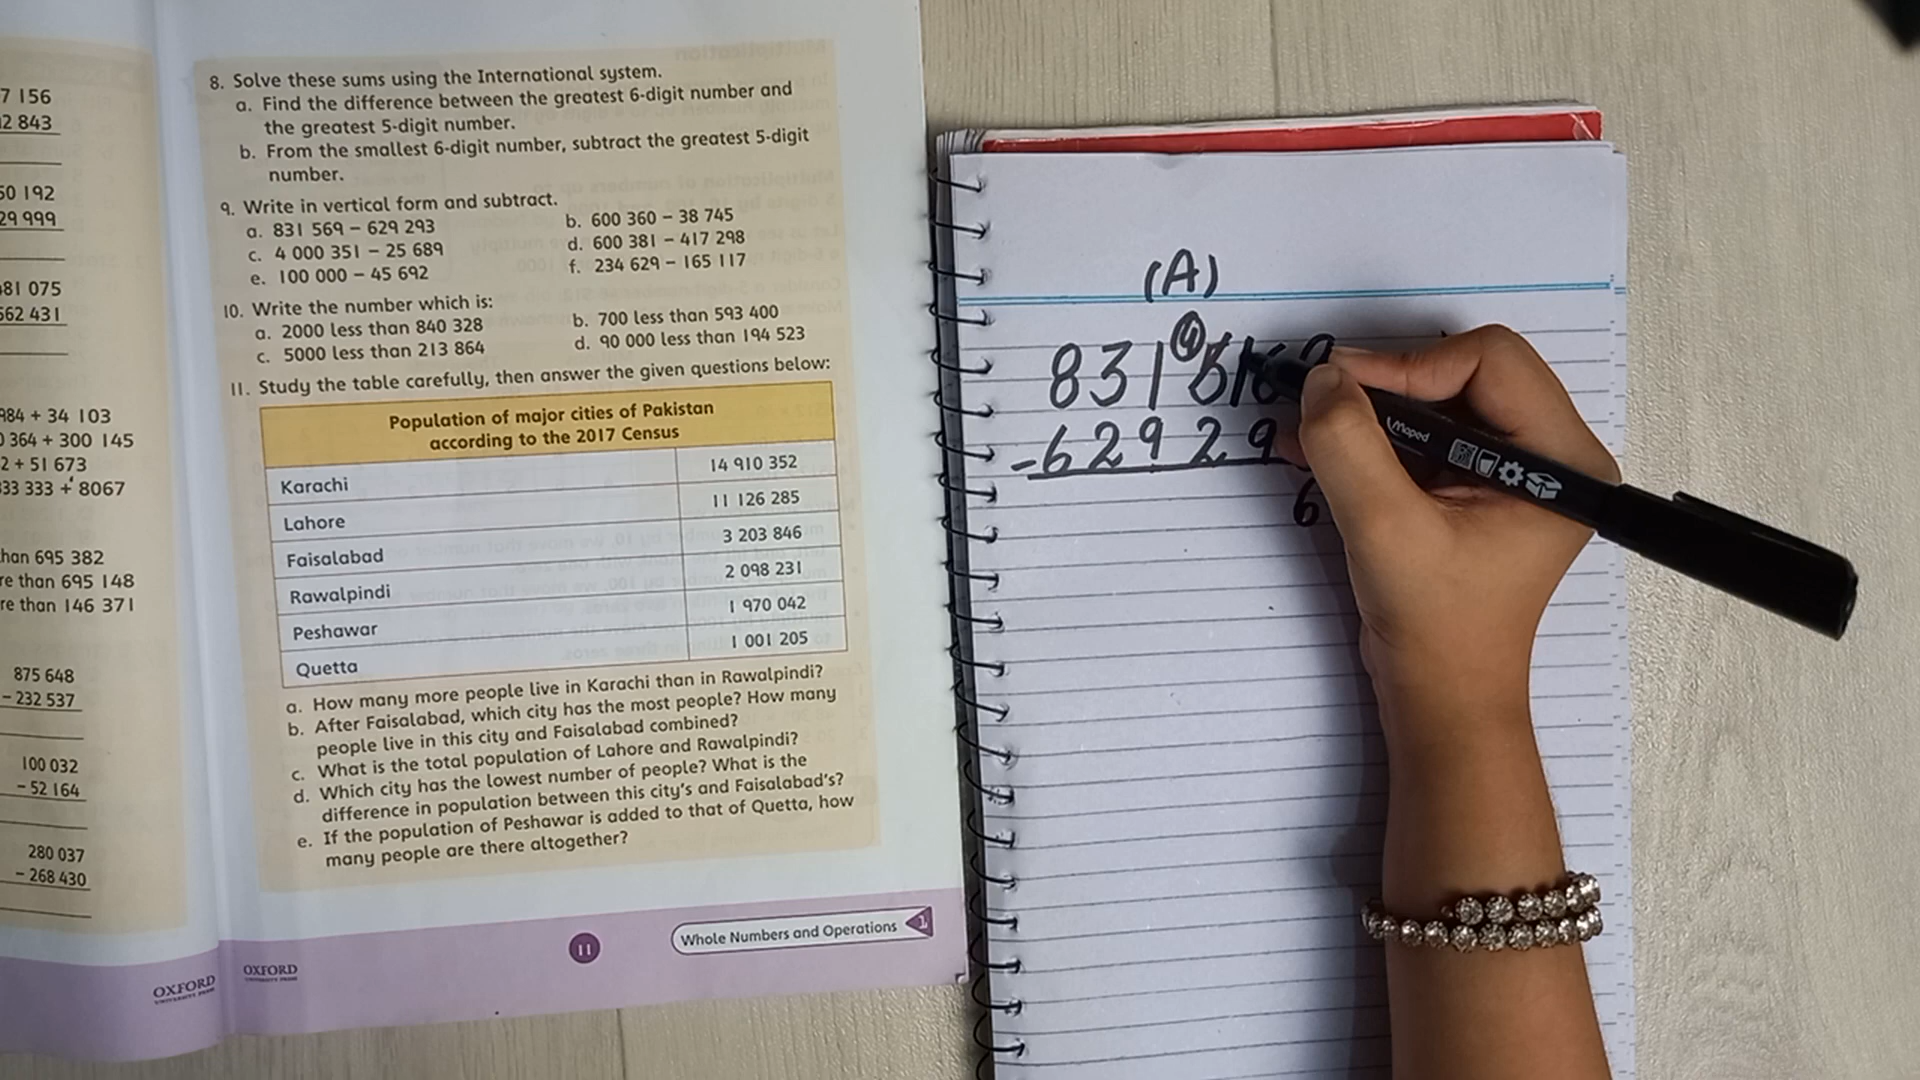 7 156
2 843
50 192
29 999
81 075
562 431
984 + 34 103
0 364 + 300 145
2 + 51 673
33 333 + 8067
han 695 382
re than 695 148
re than 146 371
875 648
- 232 537
100 032
- 52 164
280 037
- 268 430
OXFORD
UNIVERSITY PRESS
8. Solve these sums using the International system.
a. Find the difference between the greatest 6-digit number and
the greatest 5-digit number.
b. From the smallest 6-digit number, subtract the greatest 5-digit
number.
9. Write in vertical form and subtract.
a. 831 569 – 629 293
b. 600 360 – 38 745
c. 4 000 351 – 25 689
d. 600 381 – 417 298
e. 100 000 – 45 692
f. 234 629 – 165 117
10. Write the number which is:
a. 2000 less than 840 328
b. 700 less than 593 400
c. 5000 less than 213 864
d. 90 000 less than 194 523
11. Study the table carefully, then answer the given questions below:
Population of major cities of Pakistan
according to the 2017 Census
Karachi 14 910 352
Lahore 11 126 285
Faisalabad 3 203 846
Rawalpindi 2 098 231
Peshawar 1 970 042
Quetta 1 001 205
a. How many more people live in Karachi than in Rawalpindi?
b. After Faisalabad, which city has the most people? How many
people live in this city and Faisalabad combined?
c. What is the total population of Lahore and Rawalpindi?
d. Which city has the lowest number of people? What is the
difference in population between this city's and Faisalabad's?
e. If the population of Peshawar is added to that of Quetta, how
many people are there altogether?
OXFORD
UNIVERSITY PRESS
11
Whole Numbers and Operations 1
(A)
4
831 516
- 629 29
6
Maped